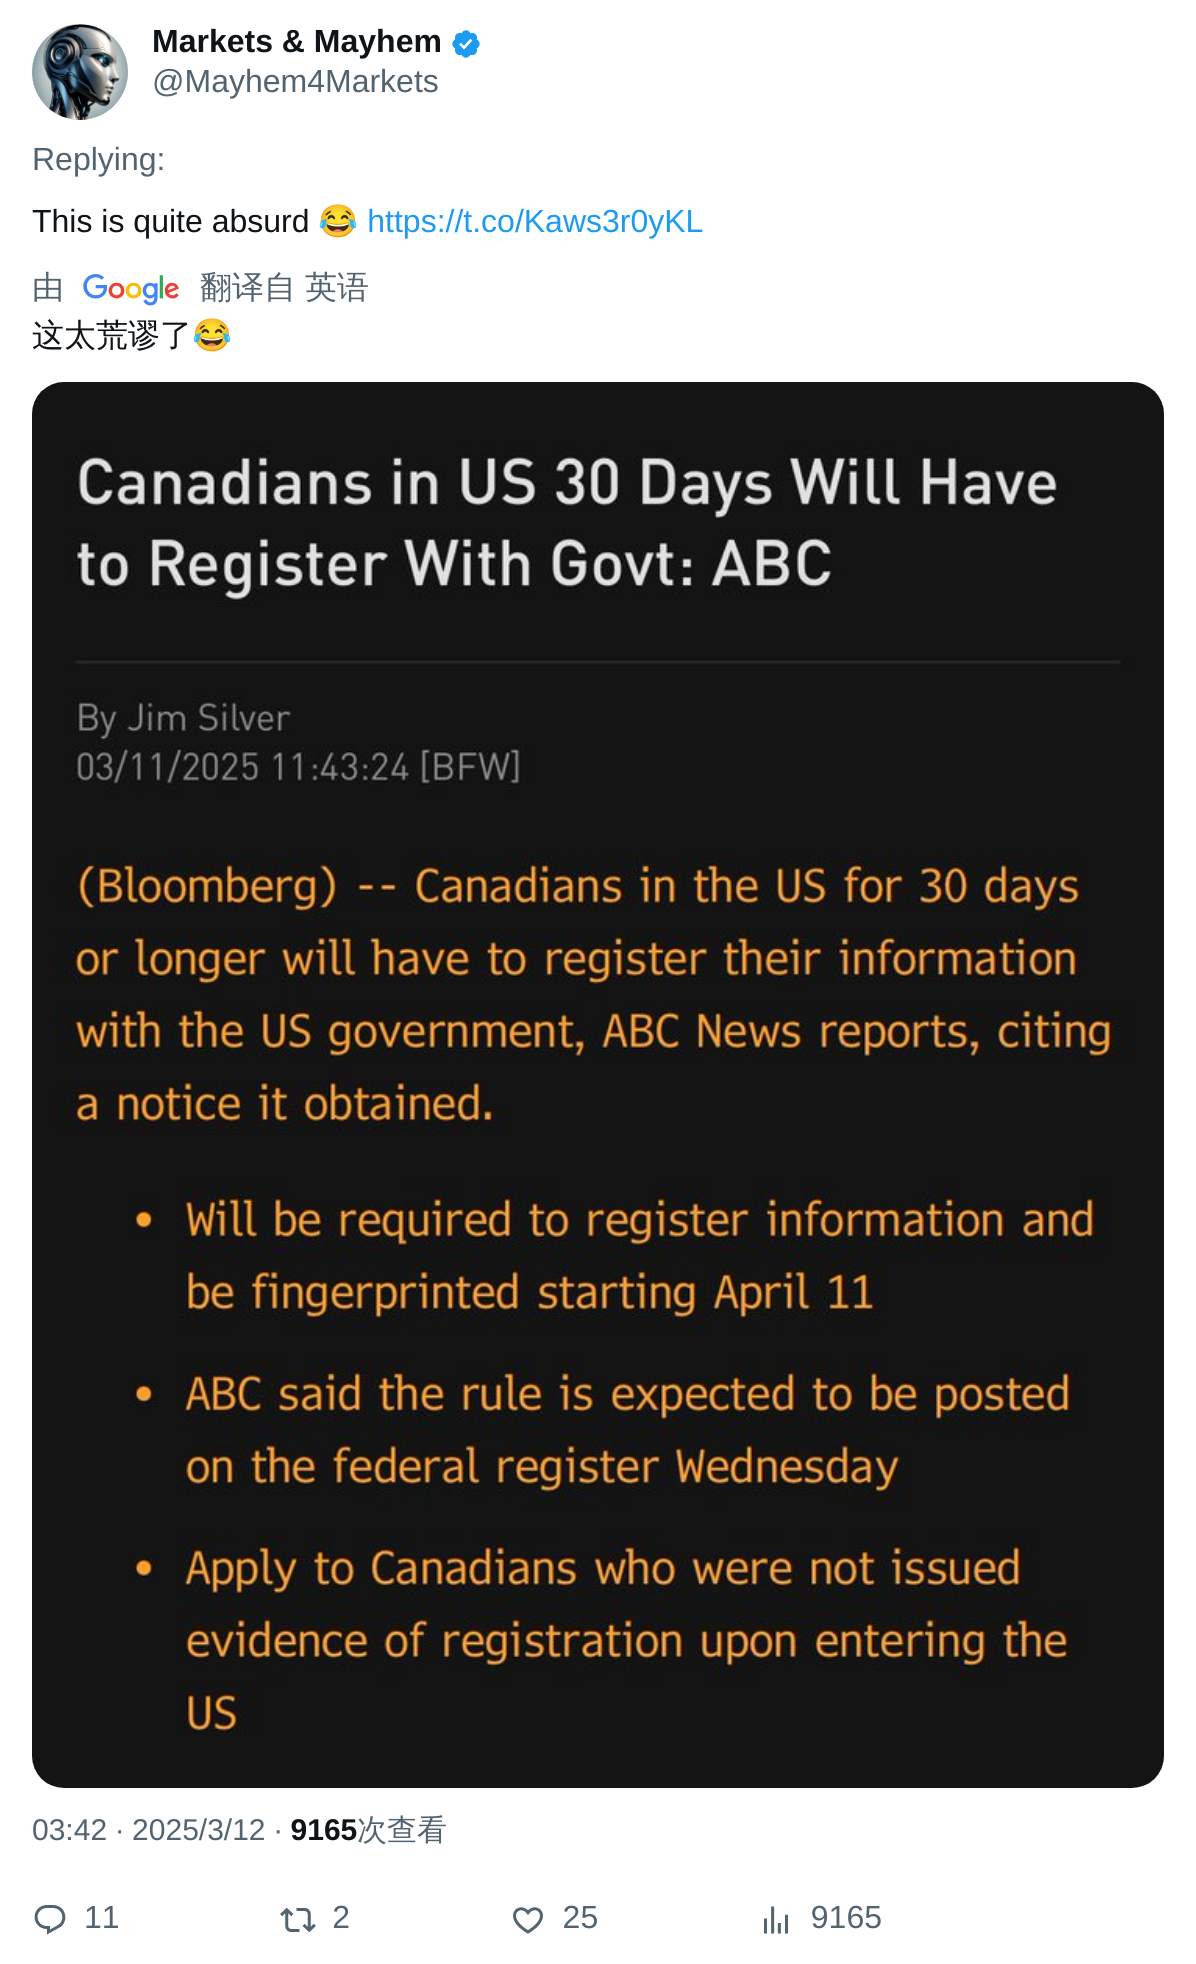 Markets & Mayhem
@Mayhem4Markets
Replying:
This is quite absurd 😂 https://t.co/Kaws3r0yKL
由 Google 翻译自 英语
这太荒谬了😂
Canadians in US 30 Days Will Have
to Register With Govt: ABC
By Jim Silver
03/11/2025 11:43:24 [BFW]
(Bloomberg) -- Canadians in the US for 30 days
or longer will have to register their information
with the US government, ABC News reports, citing
a notice it obtained.
• Will be required to register information and
be fingerprinted starting April 11
• ABC said the rule is expected to be posted
on the federal register Wednesday
• Apply to Canadians who were not issued
evidence of registration upon entering the
US
03:42 · 2025/3/12 · 9165次查看
11 2 25 9165